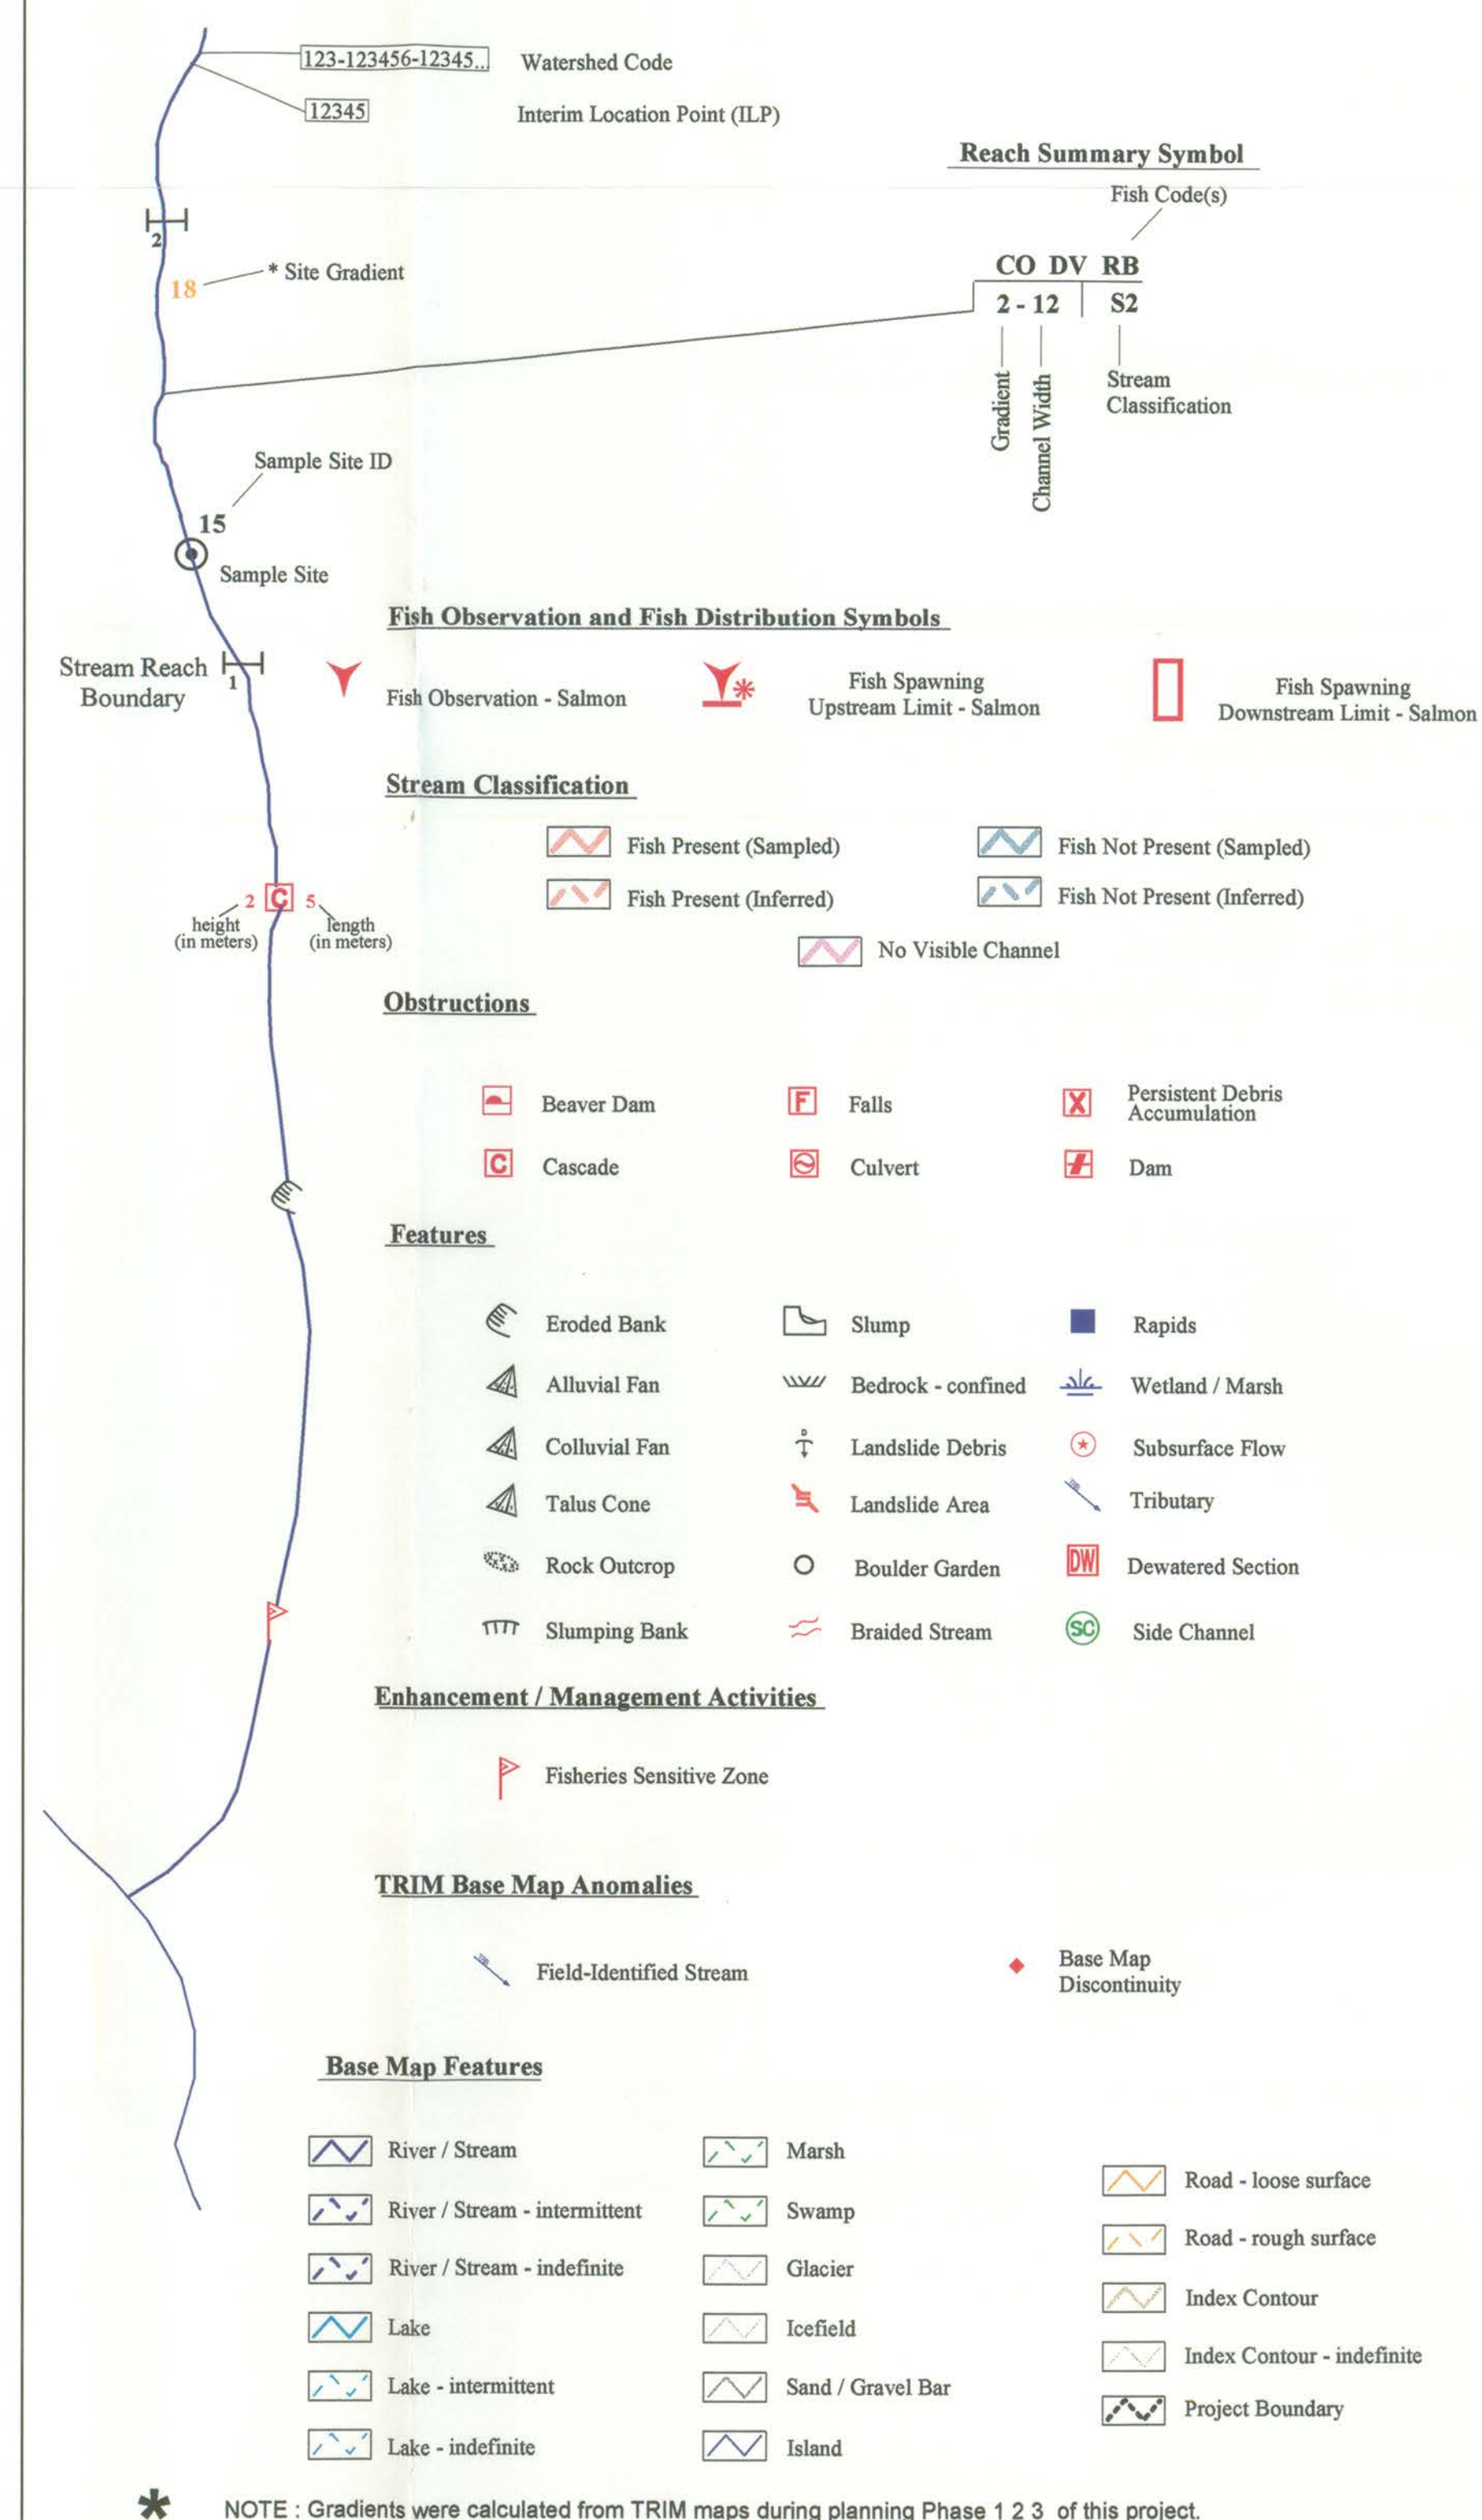 123-123456-12345..
Watershed Code
12345
Interim Location Point (ILP)
Reach Summary Symbol
Fish Code(s)
2
18
* Site Gradient
CO DV RB
2 - 12
S2
Gradient
Channel Width
Stream
Classification
Sample Site ID
15
Sample Site
Fish Observation and Fish Distribution Symbols
Stream Reach
Boundary
1
Fish Observation - Salmon
Fish Spawning
Upstream Limit - Salmon
Fish Spawning
Downstream Limit - Salmon
Stream Classification
Fish Present (Sampled)
Fish Not Present (Sampled)
Fish Present (Inferred)
Fish Not Present (Inferred)
2 C 5
height
(in meters)
length
(in meters)
No Visible Channel
Obstructions
Beaver Dam
F Falls
X Persistent Debris
Accumulation
C Cascade
Culvert
Dam
Features
Eroded Bank
Slump
Rapids
Alluvial Fan
Bedrock - confined
Wetland / Marsh
Colluvial Fan
D
Landslide Debris
Subsurface Flow
Talus Cone
Landslide Area
Tributary
Rock Outcrop
Boulder Garden
DW Dewatered Section
Slumping Bank
Braided Stream
SC Side Channel
Enhancement / Management Activities
Fisheries Sensitive Zone
TRIM Base Map Anomalies
Field-Identified Stream
Base Map
Discontinuity
Base Map Features
River / Stream
Marsh
Road - loose surface
River / Stream - intermittent
Swamp
Road - rough surface
River / Stream - indefinite
Glacier
Index Contour
Lake
Icefield
Index Contour - indefinite
Lake - intermittent
Sand / Gravel Bar
Project Boundary
Lake - indefinite
Island
* NOTE : Gradients were calculated from TRIM maps during planning Phase 1 2 3 of this project.